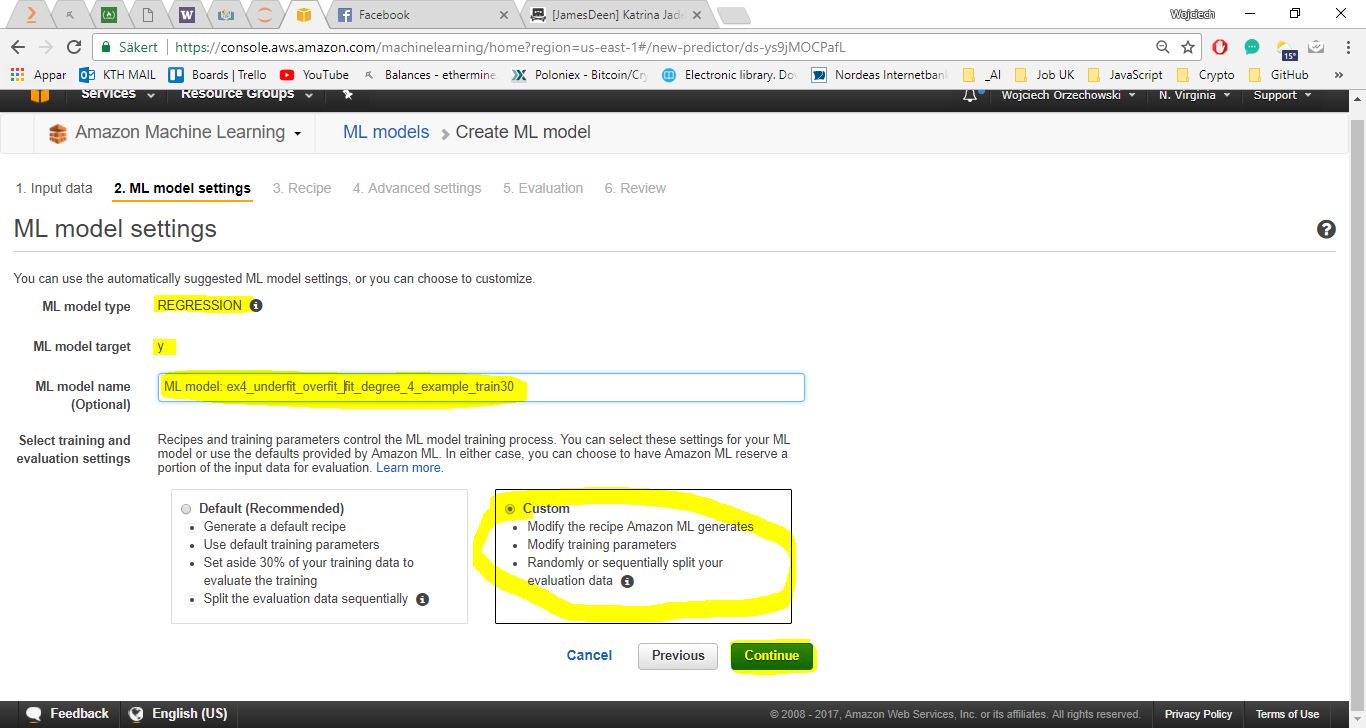 Wojciech
Facebook
[JamesDeen] Katrina Jad
Säkert
https://console.aws.amazon.com/machinelearning/home?region=us-east-1#/new-predictor/ds-ys9jMOCPafL
15°
Appar
KTH MAIL
Boards | Trello
YouTube
Balances - ethermine
Poloniex - Bitcoin/Cry
Electronic library. Do
Nordeas Internetban
_AI
Job UK
JavaScript
Crypto
GitHub
»
Services
Resource Groups
Wojciech Orzechowski
N. Virginia
Support
Amazon Machine Learning
ML models
Create ML model
1. Input data
2. ML model settings
3. Recipe
4. Advanced settings
5. Evaluation
6. Review
ML model settings
?
You can use the automatically suggested ML model settings, or you can choose to customize.
ML model type
REGRESSION
ML model target
y
ML model name
(Optional)
ML model: ex4_underfit_overfit_fit_degree_4_example_train30
Select training and
evaluation settings
Recipes and training parameters control the ML model training process. You can select these settings for your ML
model or use the defaults provided by Amazon ML. In either case, you can choose to have Amazon ML reserve a
portion of the input data for evaluation. Learn more.
Default (Recommended)
• Generate a default recipe
• Use default training parameters
• Set aside 30% of your training data to
evaluate the training
• Split the evaluation data sequentially
Custom
• Modify the recipe Amazon ML generates
• Modify training parameters
• Randomly or sequentially split your
evaluation data
Cancel
Previous
Continue
Feedback
English (US)
© 2008 - 2017, Amazon Web Services, Inc. or its affiliates. All rights reserved.
Privacy Policy
Terms of Use